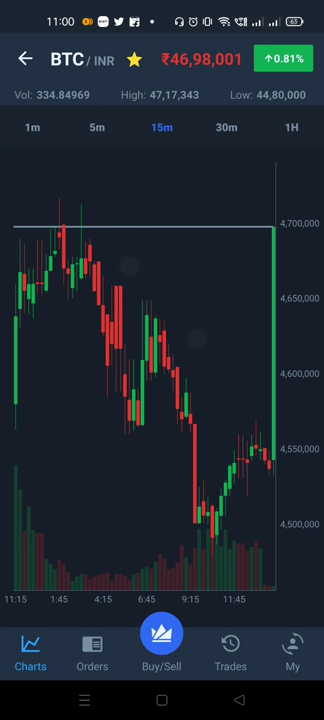 11:00 63
BTC / INR ₹46,98,001 ↑0.81%
Vol: 334.84969 High: 47,17,343 Low: 44,80,000
1m 5m 15m 30m 1H
4,700,000
4,650,000
4,600,000
4,550,000
4,500,000
11:15 1:45 4:15 6:45 9:15 11:45
Charts Orders Buy/Sell Trades My